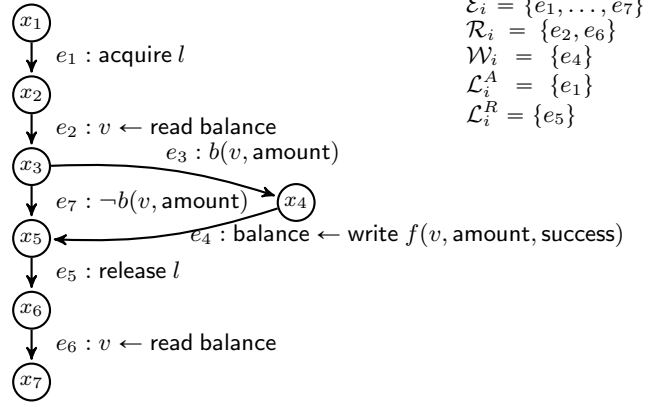 x₁
e₁ : acquire l
x₂
e₂ : v ← read balance
x₃
e₃ : b(v, amount)
e₇ : ¬b(v, amount)
x₄
x₅
e₄ : balance ← write f(v, amount, success)
e₅ : release l
x₆
e₆ : v ← read balance
x₇
ℰᵢ = {e₁, . . . , e₇}
ℛᵢ = {e₂, e₆}
𝒲ᵢ = {e₄}
ℒᵢᴬ = {e₁}
ℒᵢᴿ = {e₅}